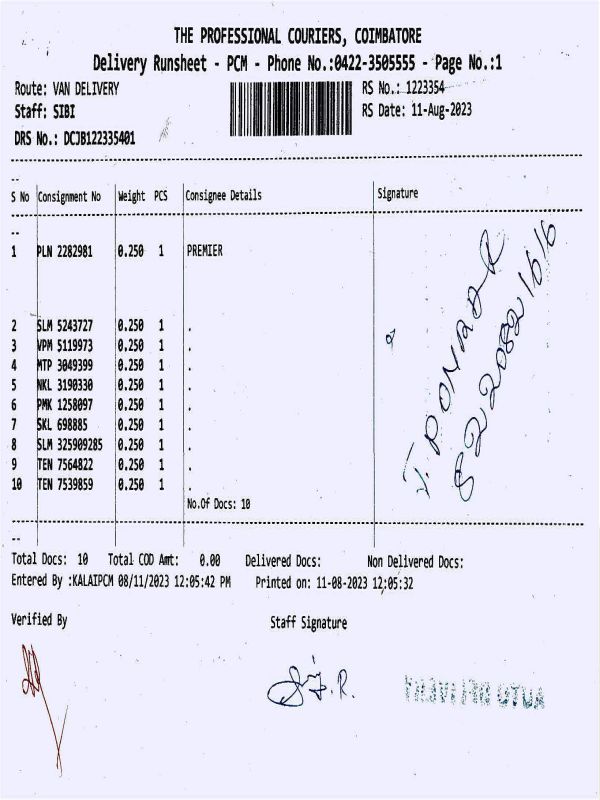 THE PROFESSIONAL COURIERS, COIMBATORE
Delivery Runsheet - PCM - Phone No.:0422-3505555 - Page No.:1
Route: VAN DELIVERY RS No.: 1223354
Staff: SIBI RS Date: 11-Aug-2023
DRS No.: DCJB122335401
S No Consignment No Weight PCS Consignee Details Signature
1 PLN 2282981 0.250 1 PREMIER
2 SLM 5243727 0.250 1 .
3 VPM 5119973 0.250 1 .
4 MTP 3049399 0.250 1 .
5 NKL 3190330 0.250 1 .
6 PMK 1258097 0.250 1 .
7 SKL 698885 0.250 1 .
8 SLM 325909285 0.250 1 .
9 TEN 7564822 0.250 1 .
10 TEN 7539859 0.250 1 .
No.Of Docs: 10
Total Docs: 10 Total COD Amt: 0.00 Delivered Docs: Non Delivered Docs:
Entered By :KALAIPCM 08/11/2023 12:05:42 PM Printed on: 11-08-2023 12:05:32
Verified By Staff Signature